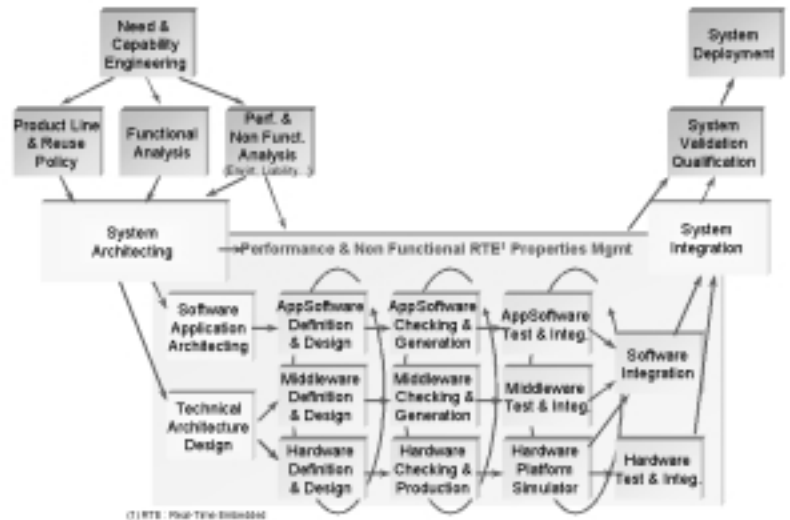 Need &
Capability
Engineering
System
Deployment
Product Line
& Reuse
Policy
Functional
Analysis
Perf. &
Non Funct.
Analysis
(Envirt. Liability...)
System
Validation
Qualification
System
Architecting
Performance & Non Functional RTE¹ Properties Mgmt
System
Integration
Software
Application
Architecting
AppSoftware
Definition
& Design
AppSoftware
Checking &
Generation
AppSoftware
Test & Integ.
Software
Integration
Technical
Architecture
Design
Middleware
Definition
& Design
Middleware
Checking &
Generation
Middleware
Test & Integ.
Hardware
Definition
& Design
Hardware
Checking &
Production
Hardware
Platform
Simulator
Hardware
Test & Integ.
(1) RTE : Real-Time Embedded